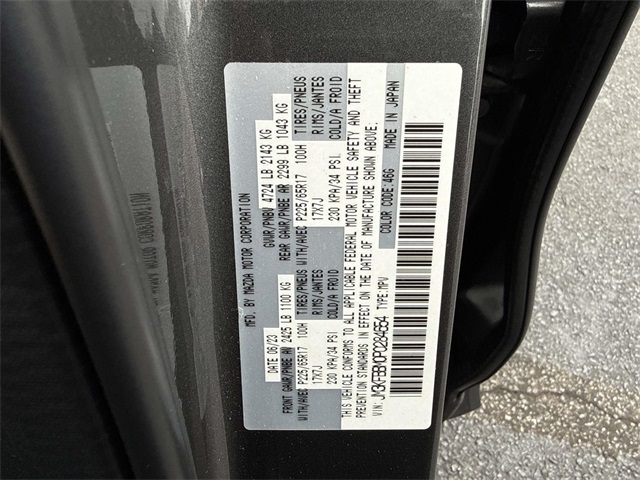 MFD. BY MAZDA MOTOR CORPORATION
DATE 06/23 GVWR/PNBV 4724 LB 2143 KG
FRONT GAWR/PNBE AV 2425 LB 1100 KG REAR GAWR/PNBE AR 2299 LB 1043 KG
WITH/AVEC P225/65R17 100H TIRES/PNEUS WITH/AVEC P225/65R17 100H TIRES/PNEUS
17X7J RIMS/JANTES 17X7J RIMS/JANTES
230 KPA/34 PSI. COLD/A FROID 230 KPA/34 PSI. COLD/A FROID
THIS VEHICLE CONFORMS TO ALL APPLICABLE FEDERAL MOTOR VEHICLE SAFETY AND THEFT
PREVENTION STANDARDS IN EFFECT ON THE DATE OF MANUFACTURE SHOWN ABOVE.
VIN: TYPE: MPV COLOR CODE: 46G MADE IN JAPAN